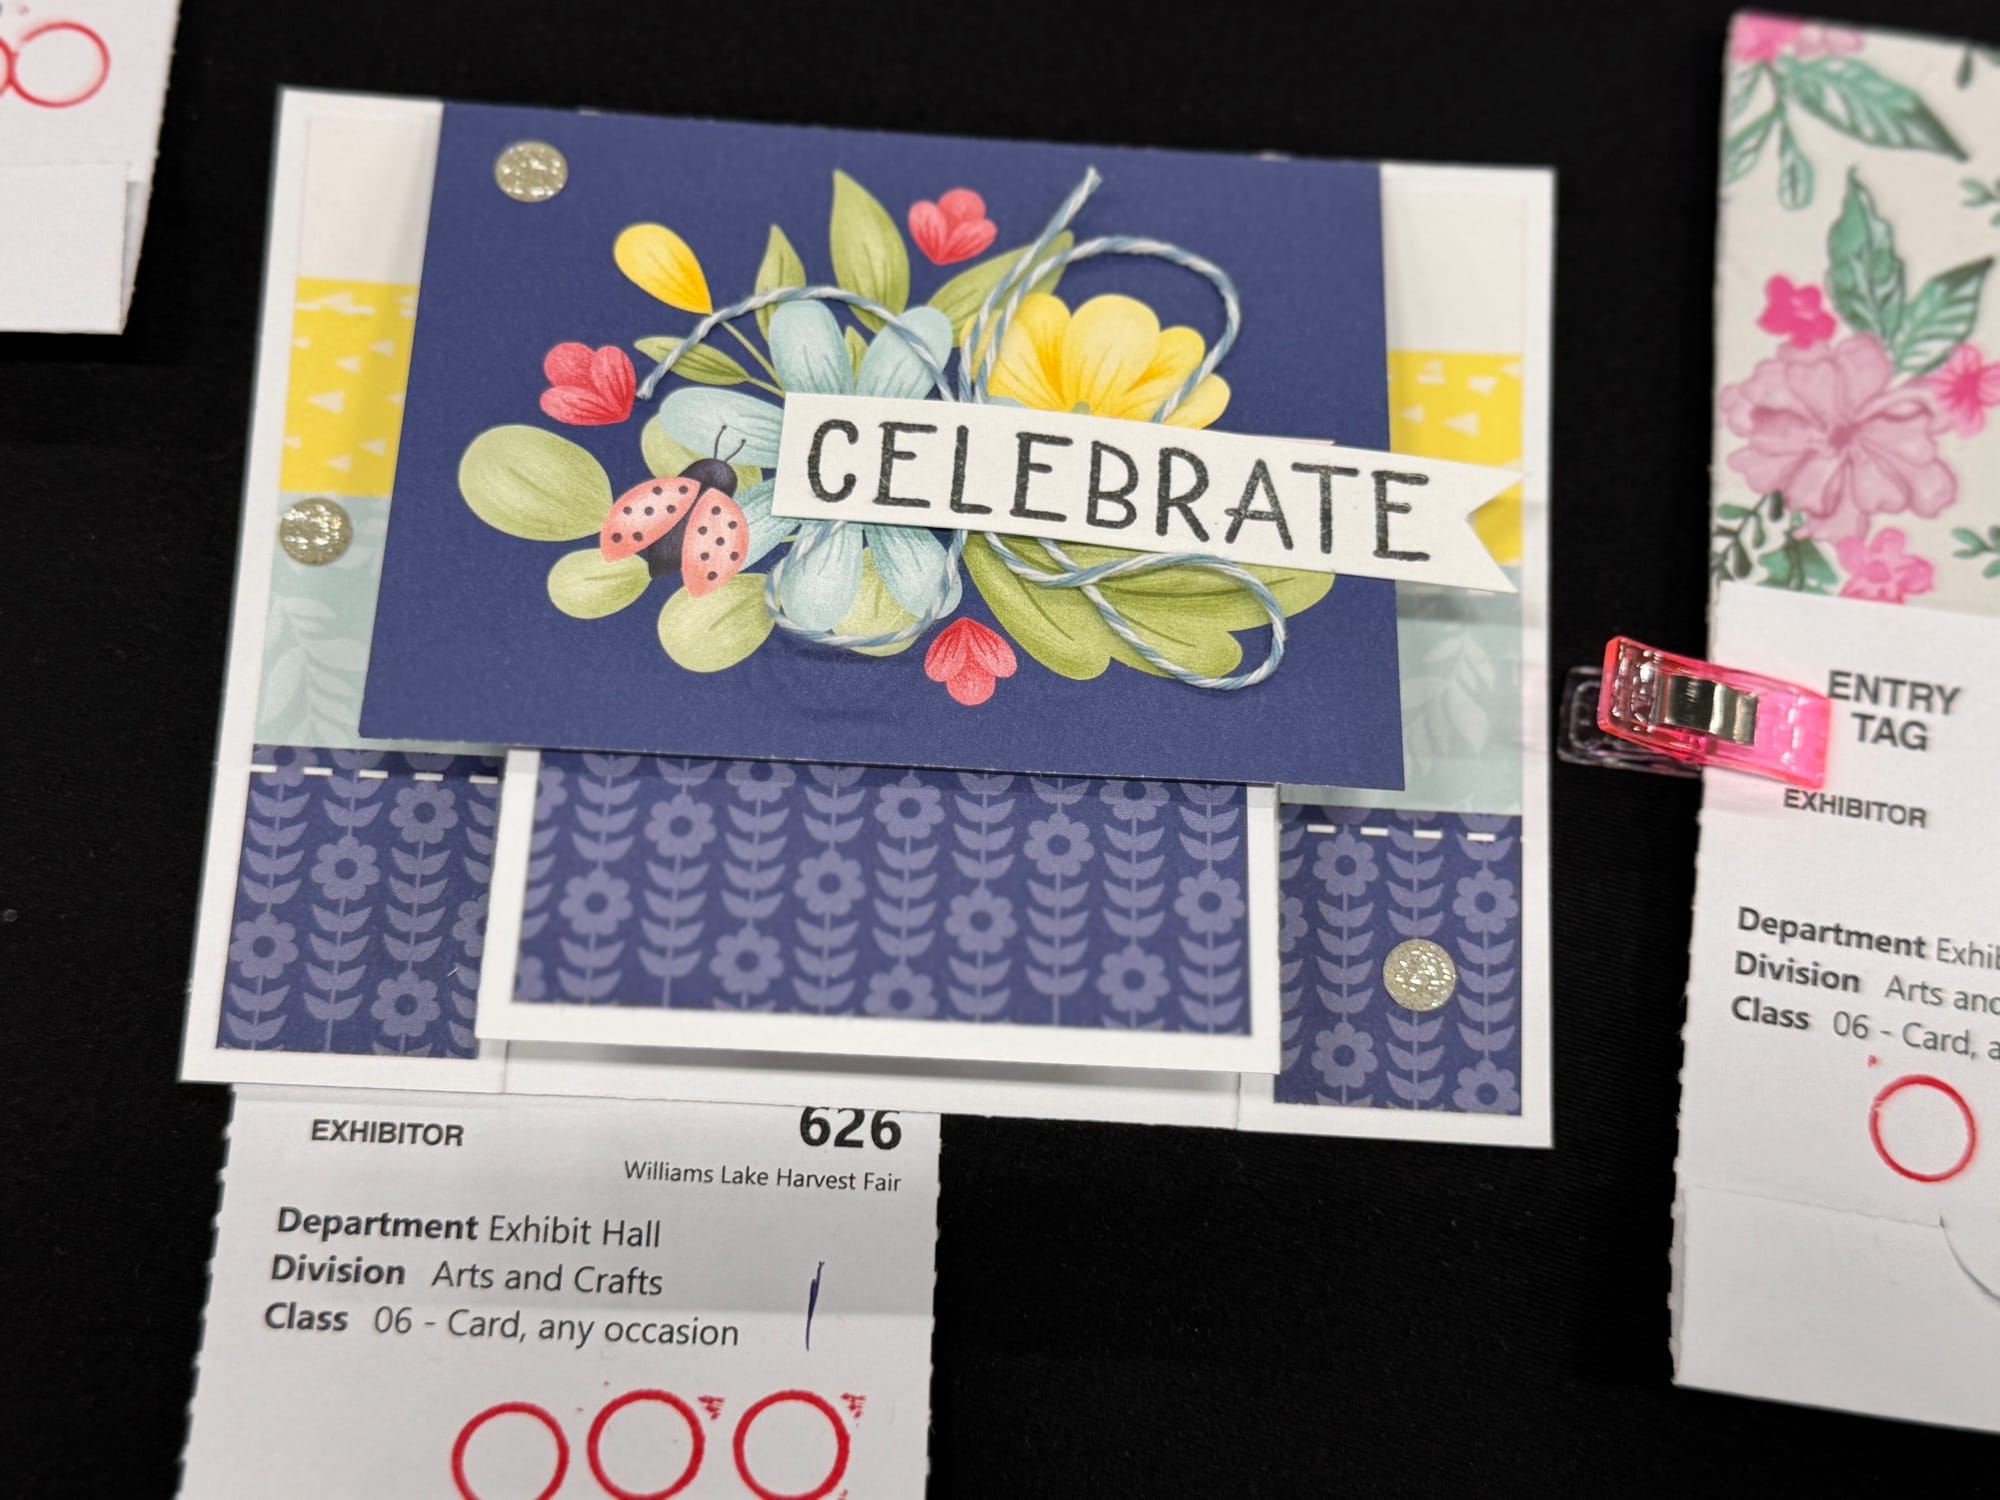 CELEBRATE
EXHIBITOR
626
Williams Lake Harvest Fair
Department Exhibit Hall
Division Arts and Crafts
Class 06 - Card, any occasion
ENTRY
TAG
EXHIBITOR
Department
Division Arts
Class 06 - Card,